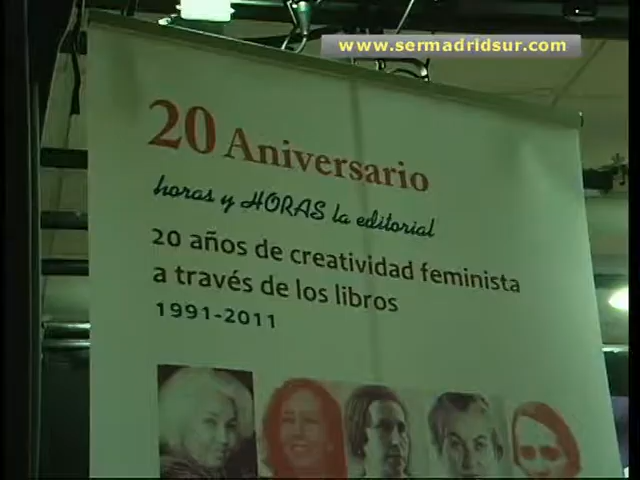 www.sermadridsur.com
20 Aniversario
horas y HORAS la editorial
20 años de creatividad feminista
a través de los libros
1991-2011